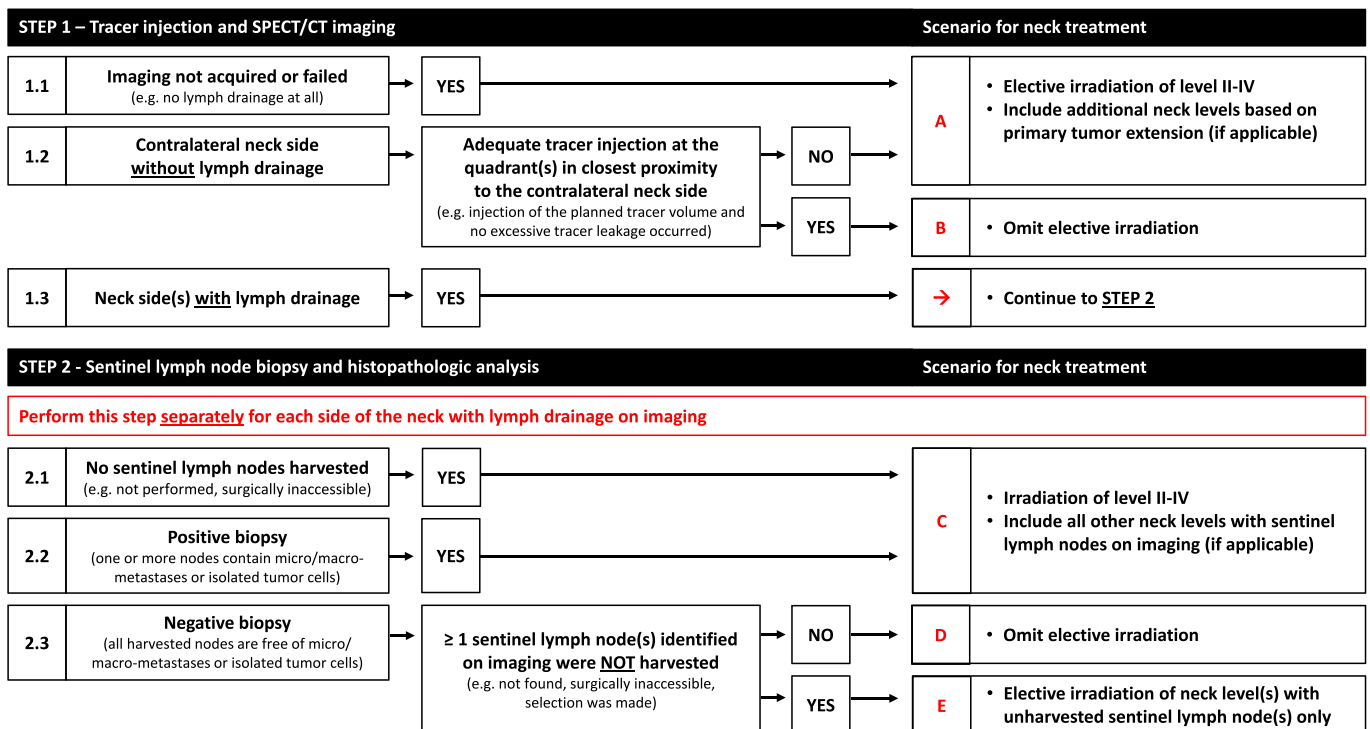 STEP 1 – Tracer injection and SPECT/CT imaging
Scenario for neck treatment
1.1
Imaging not acquired or failed
(e.g. no lymph drainage at all)
YES
A
• Elective irradiation of level II-IV
• Include additional neck levels based on
primary tumor extension (if applicable)
1.2
Contralateral neck side
without lymph drainage
Adequate tracer injection at the
quadrant(s) in closest proximity
to the contralateral neck side
(e.g. injection of the planned tracer volume and
no excessive tracer leakage occurred)
NO
YES
B
• Omit elective irradiation
1.3
Neck side(s) with lymph drainage
YES
→
• Continue to STEP 2
STEP 2 - Sentinel lymph node biopsy and histopathologic analysis
Scenario for neck treatment
Perform this step separately for each side of the neck with lymph drainage on imaging
2.1
No sentinel lymph nodes harvested
(e.g. not performed, surgically inaccessible)
YES
C
• Irradiation of level II-IV
• Include all other neck levels with sentinel
lymph nodes on imaging (if applicable)
2.2
Positive biopsy
(one or more nodes contain micro/macro-
metastases or isolated tumor cells)
YES
2.3
Negative biopsy
(all harvested nodes are free of micro/
macro-metastases or isolated tumor cells)
≥ 1 sentinel lymph node(s) identified
on imaging were NOT harvested
(e.g. not found, surgically inaccessible,
selection was made)
NO
D
• Omit elective irradiation
YES
E
• Elective irradiation of neck level(s) with
unharvested sentinel lymph node(s) only